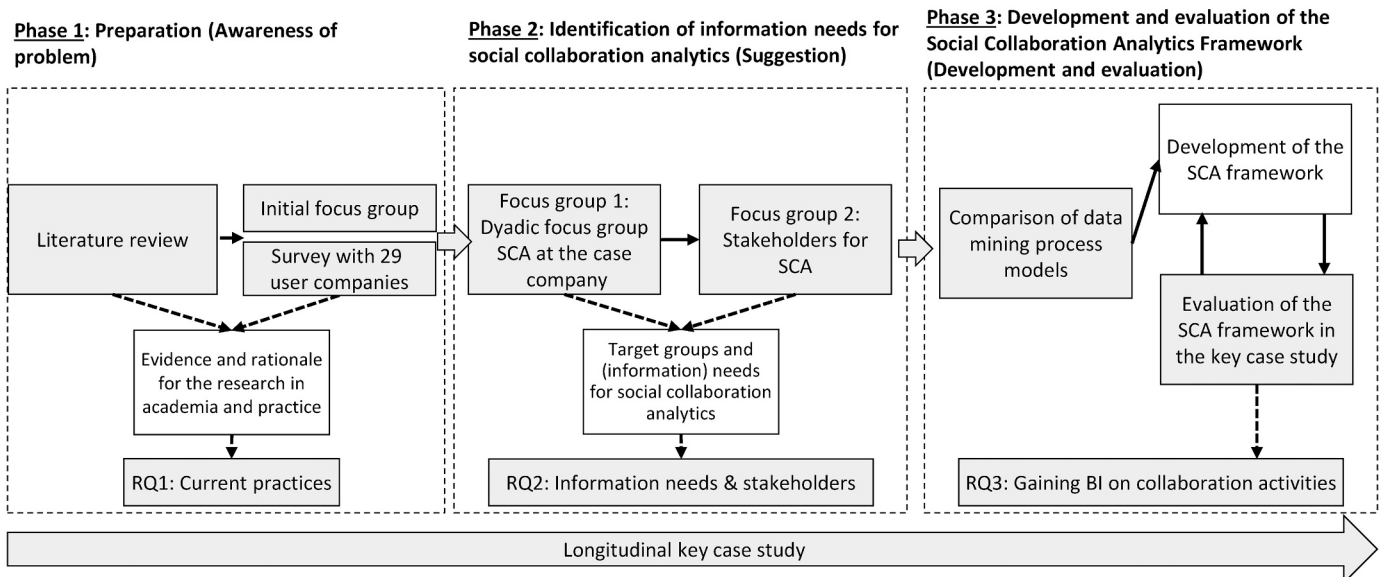 Phase 1: Preparation (Awareness of
problem)
Literature review
Initial focus group
Survey with 29
user companies
Evidence and rationale
for the research in
academia and practice
RQ1: Current practices
Phase 2: Identification of information needs for
social collaboration analytics (Suggestion)
Focus group 1:
Dyadic focus group
SCA at the case
company
Focus group 2:
Stakeholders for
SCA
Target groups and
(information) needs
for social collaboration
analytics
RQ2: Information needs & stakeholders
Phase 3: Development and evaluation of the
Social Collaboration Analytics Framework
(Development and evaluation)
Comparison of data
mining process
models
Development of the
SCA framework
Evaluation of the
SCA framework in
the key case study
RQ3: Gaining BI on collaboration activities
Longitudinal key case study